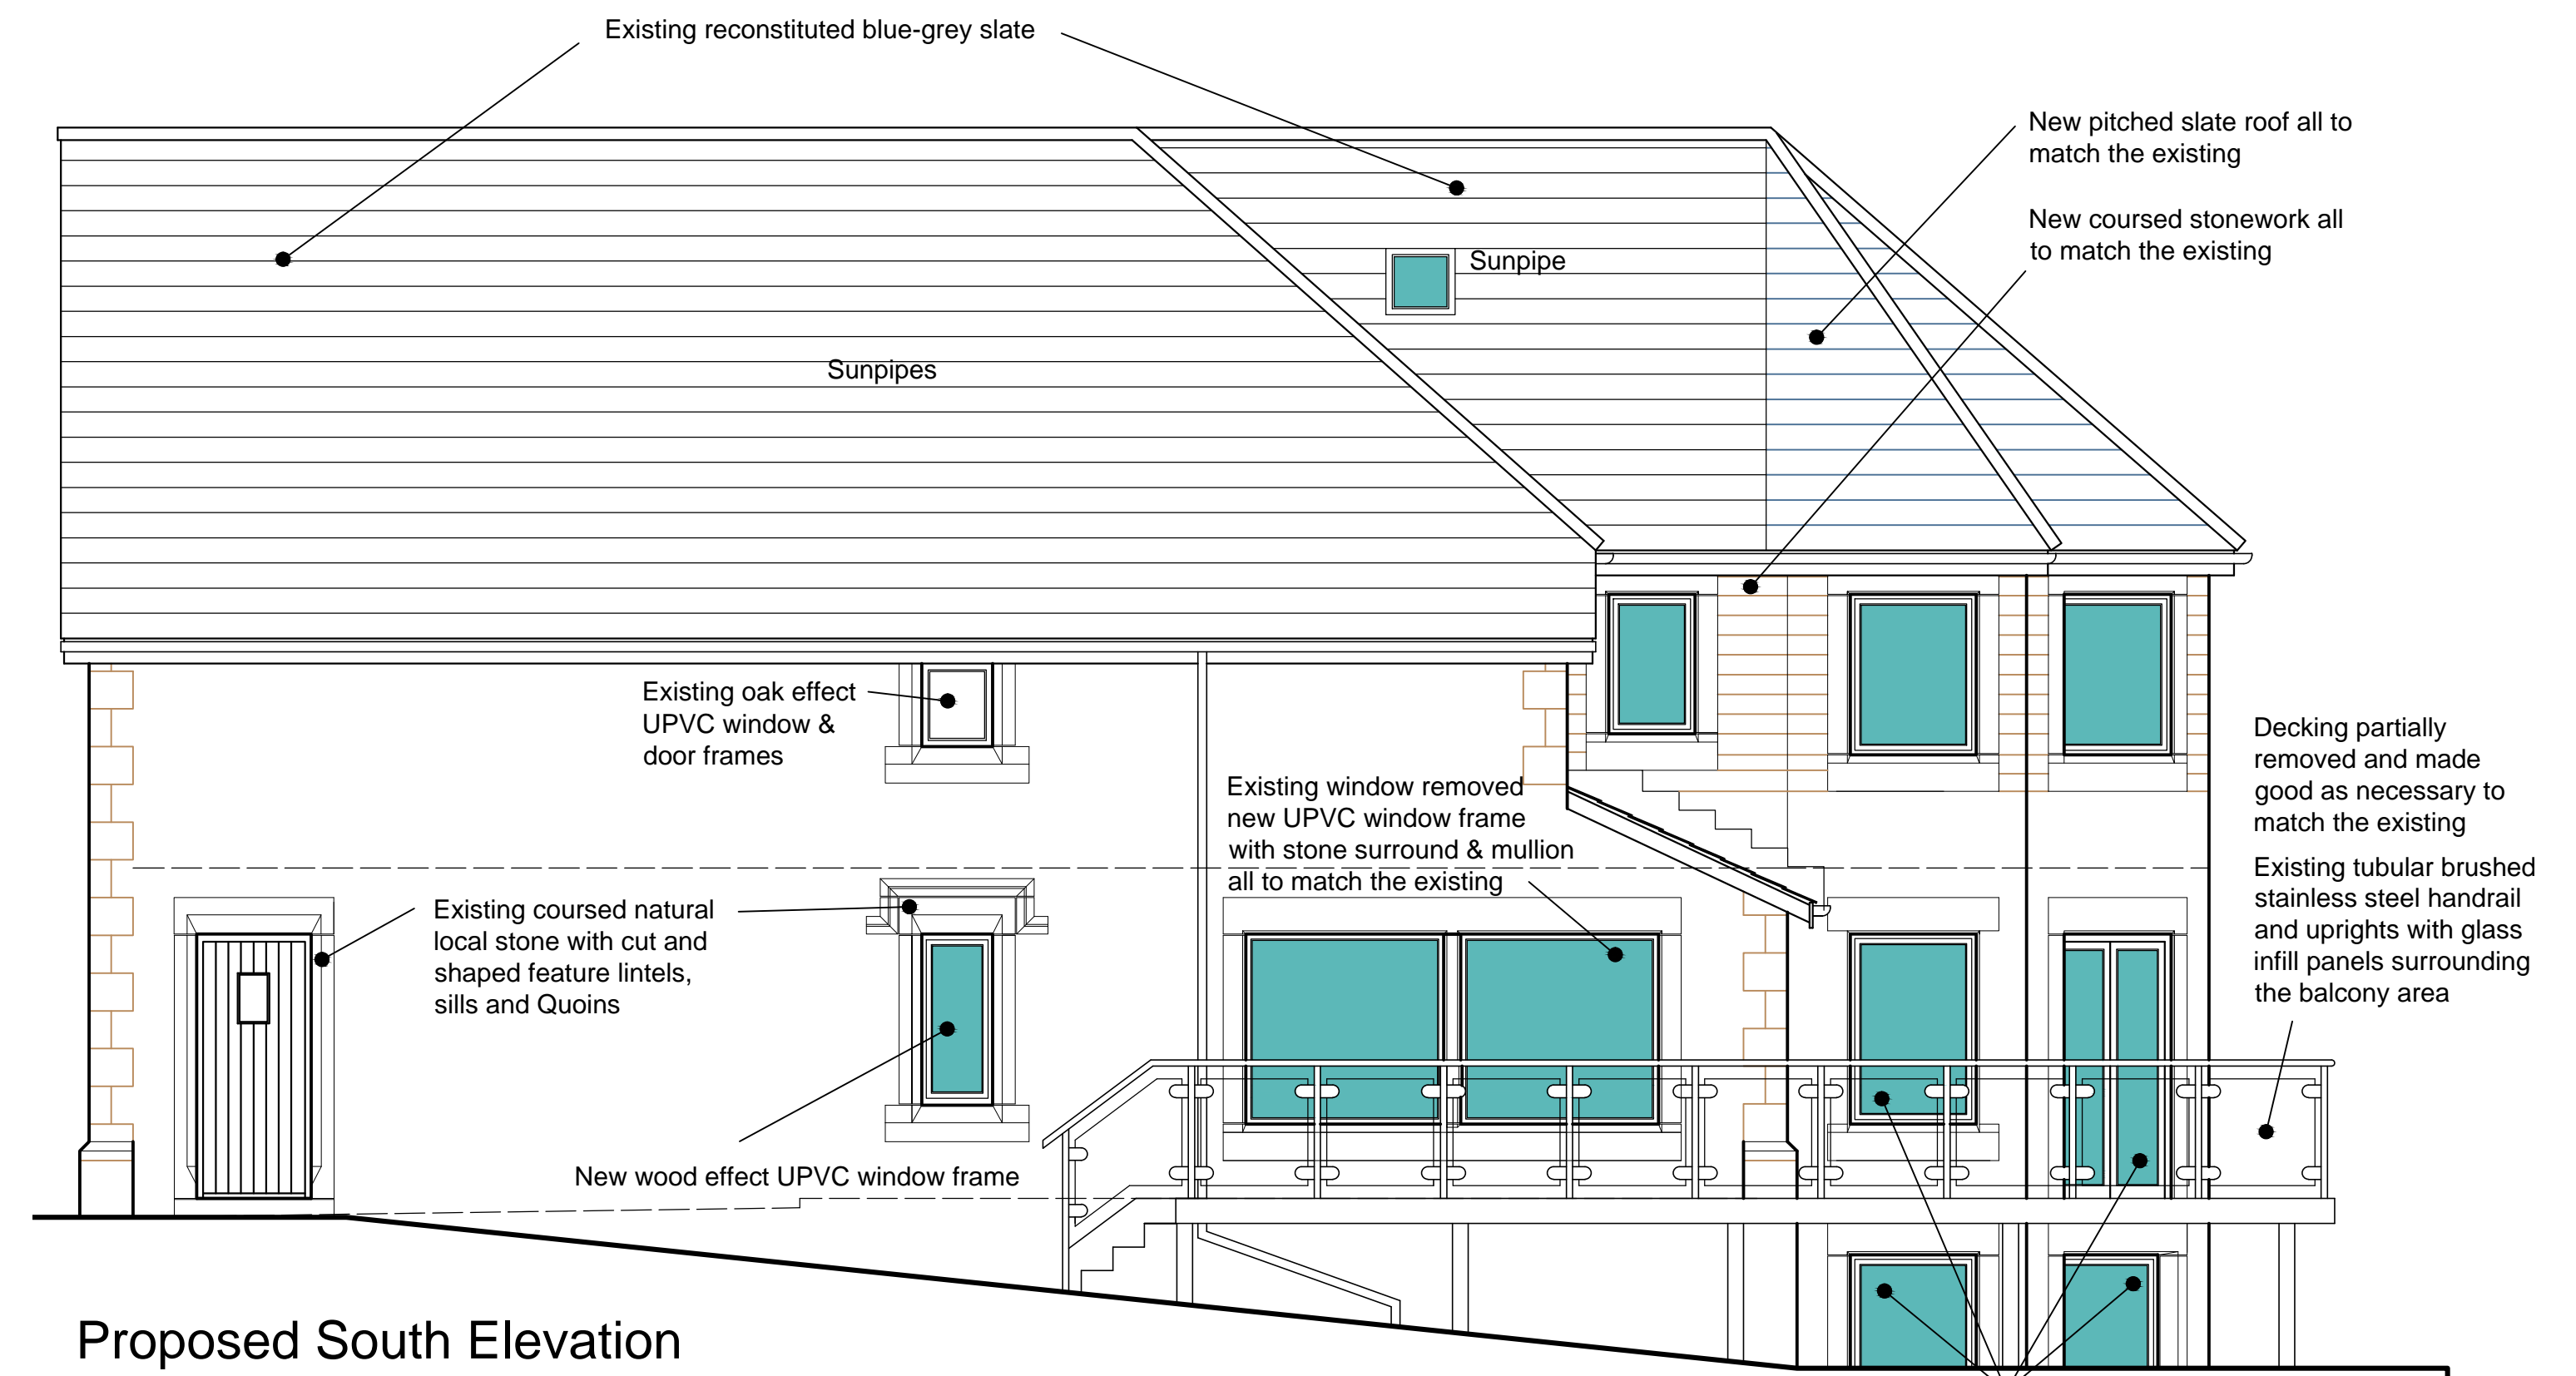 Existing reconstituted blue-grey slate
New pitched slate roof all to
match the existing
New coursed stonework all
to match the existing
Sunpipe
Sunpipes
Existing oak effect
UPVC window &
door frames
Existing window removed
new UPVC window frame
with stone surround & mullion
all to match the existing
Decking partially
removed and made
good as necessary to
match the existing
Existing tubular brushed
stainless steel handrail
and uprights with glass
infill panels surrounding
the balcony area
Existing coursed natural
local stone with cut and
shaped feature lintels,
sills and Quoins
New wood effect UPVC window frame
Proposed South Elevation